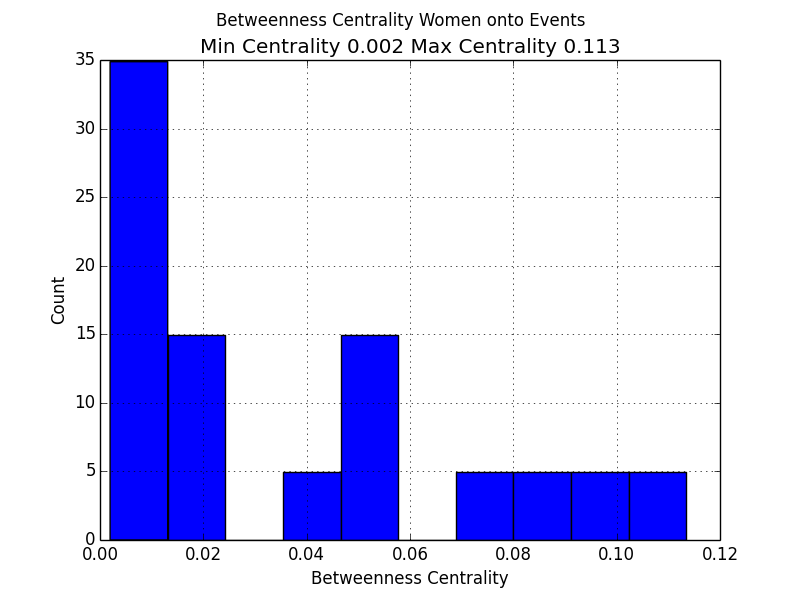 Betweenness Centrality Women onto Events
Min Centrality 0.002 Max Centrality 0.113
35
30
25
20
15
10
5
0
Count
0.00 0.02 0.04 0.06 0.08 0.10 0.12
Betweenness Centrality